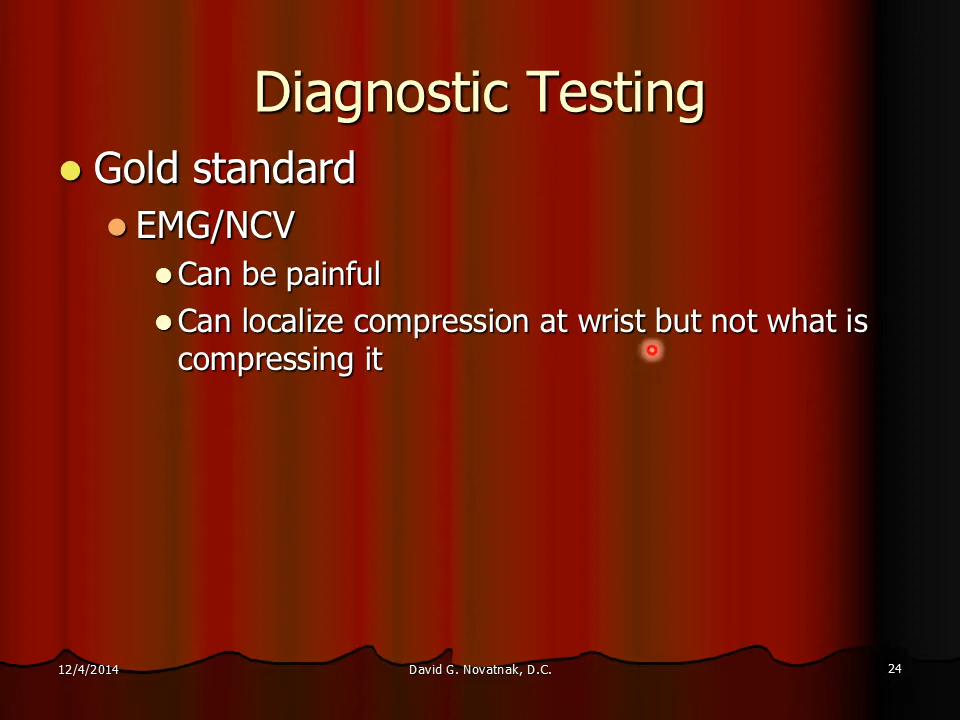 Diagnostic Testing
Gold standard
EMG/NCV
Can be painful
Can localize compression at wrist but not what is
compressing it
12/4/2014
David G. Novatnak, D.C.
24